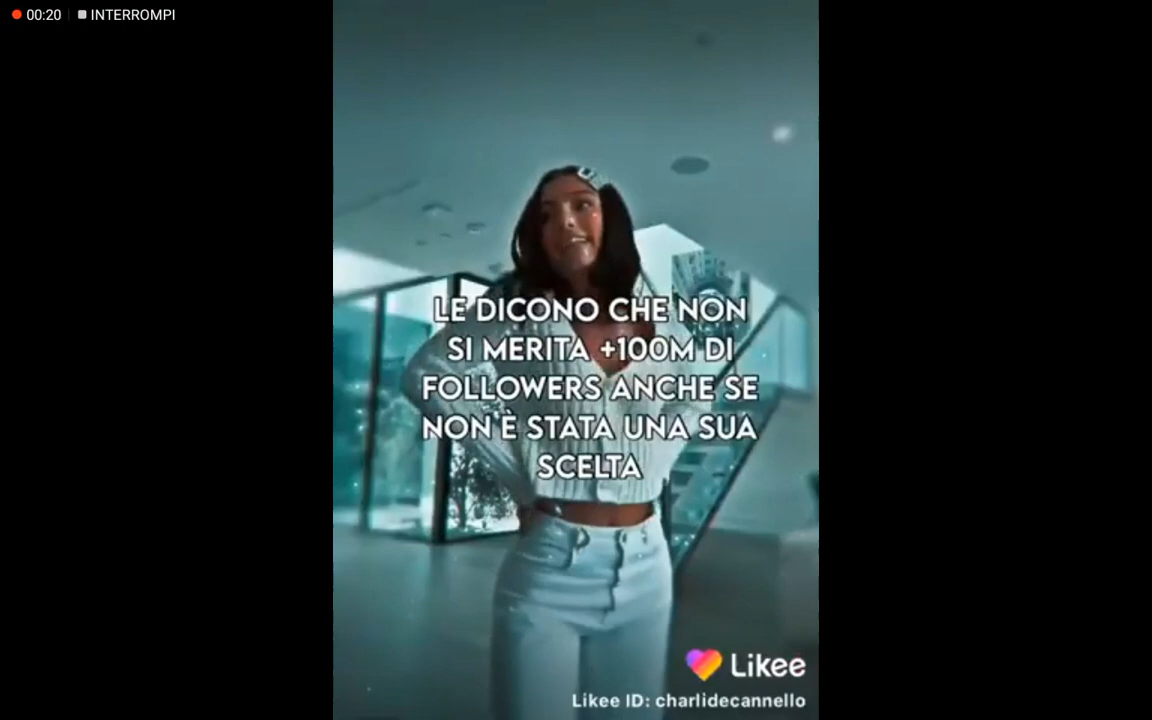 00:20 INTERROMPI
LE DICONO CHE NON
SI MERITA +100M DI
FOLLOWERS ANCHE SE
NON È STATA UNA SUA
SCELTA
Likee
Likee ID: charlidecannello